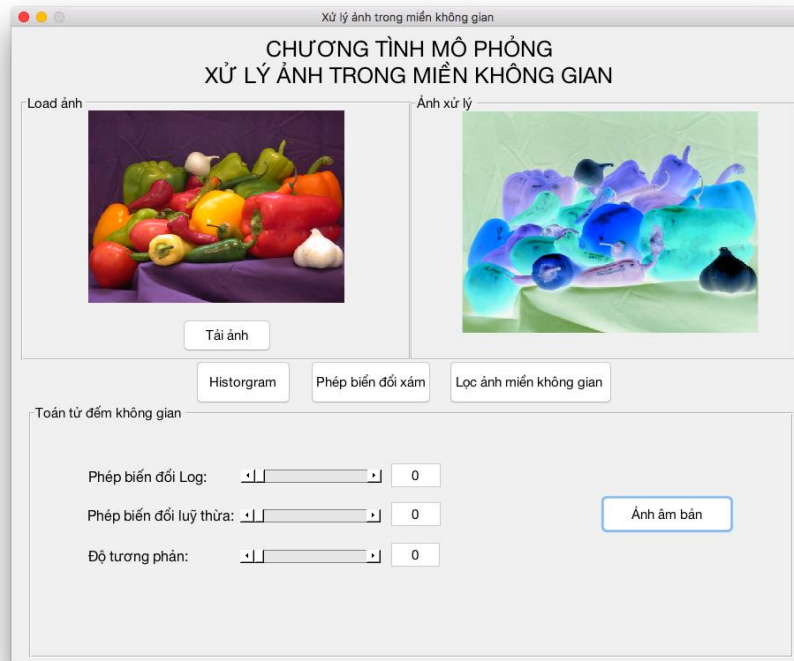 Xử lý ảnh trong miền không gian
CHƯƠNG TÌNH MÔ PHỎNG
XỬ LÝ ẢNH TRONG MIỀN KHÔNG GIAN
Load ảnh
Ảnh xử lý
Tải ảnh
Historgram
Phép biển đổi xám
Lọc ảnh miền không gian
Toán tử đếm không gian
Phép biến đổi Log:
0
Phép biến đổi luỹ thừa:
0
Độ tương phản:
0
Ảnh âm bản